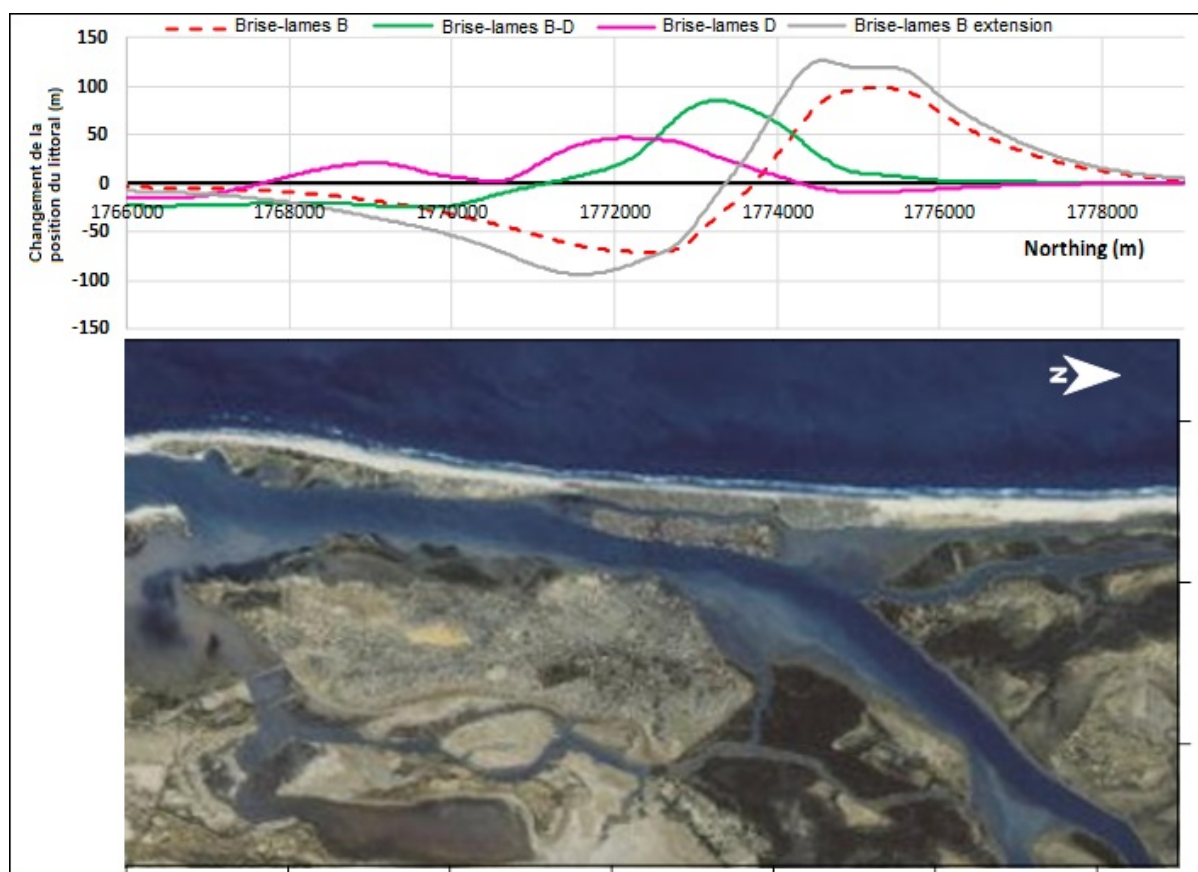 Brise-lames B Brise-lames B-D Brise-lames D Brise-lames B extension
Changement de la
position du littoral (m)
150
100
50
0
-50
-100
-150
1766000 1768000 1770000 1772000 1774000 1776000 1778000
Northing (m)
N